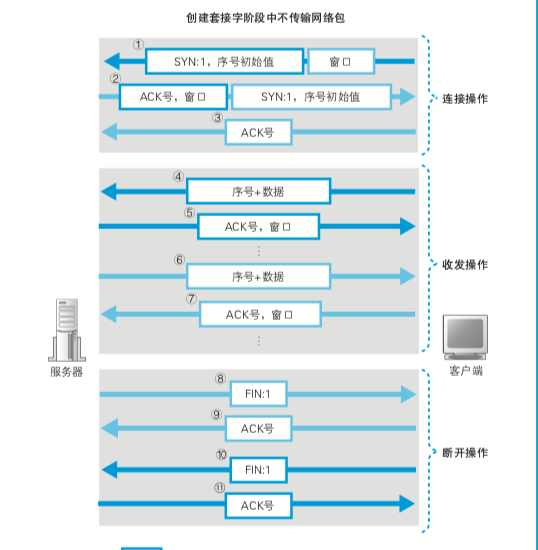 创建套接字阶段中不传输网络包
①
SYN:1，序号初始值
窗口
②
ACK号，窗口
SYN:1，序号初始值
③
ACK号
连接操作
④
序号+数据
⑤
ACK号，窗口
⋮
⑥
序号+数据
⑦
ACK号，窗口
⋮
收发操作
服务器
客户端
⑧
FIN:1
⑨
ACK号
⑩
FIN:1
⑪
ACK号
断开操作